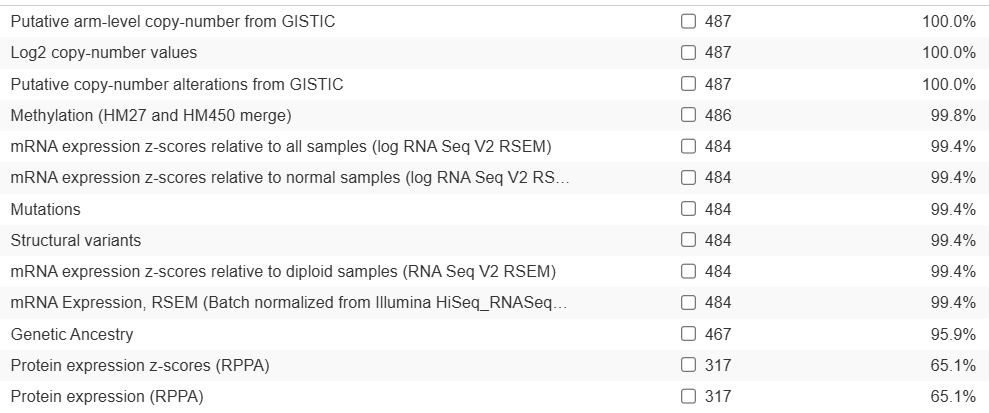 Putative arm-level copy-number from GISTIC 487 100.0%
Log2 copy-number values 487 100.0%
Putative copy-number alterations from GISTIC 487 100.0%
Methylation (HM27 and HM450 merge) 486 99.8%
mRNA expression z-scores relative to all samples (log RNA Seq V2 RSEM) 484 99.4%
mRNA expression z-scores relative to normal samples (log RNA Seq V2 RS... 484 99.4%
Mutations 484 99.4%
Structural variants 484 99.4%
mRNA expression z-scores relative to diploid samples (RNA Seq V2 RSEM) 484 99.4%
mRNA Expression, RSEM (Batch normalized from Illumina HiSeq_RNASeq... 484 99.4%
Genetic Ancestry 467 95.9%
Protein expression z-scores (RPPA) 317 65.1%
Protein expression (RPPA) 317 65.1%